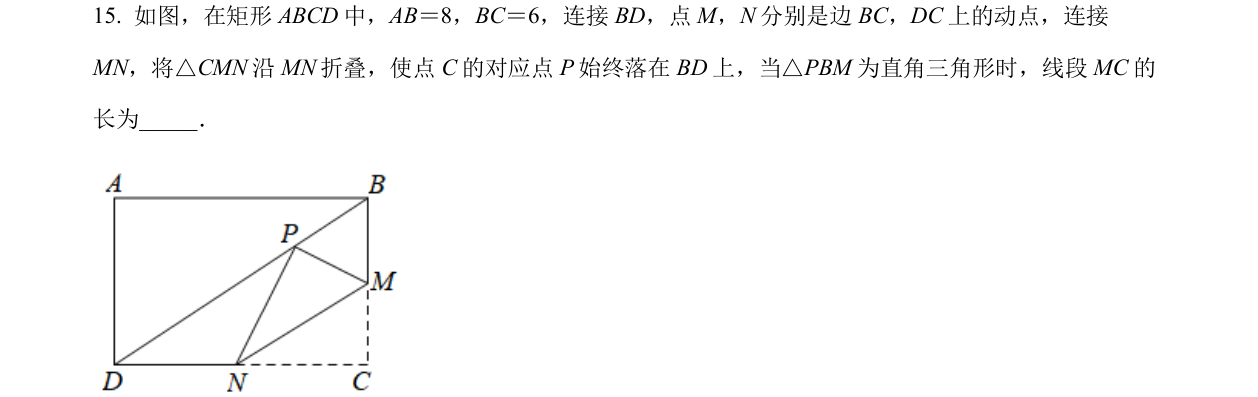 15. 如图，在矩形 ABCD 中，AB＝8，BC＝6，连接 BD，点 M，N 分别是边 BC，DC 上的动点，连接
MN，将△CMN 沿 MN 折叠，使点 C 的对应点 P 始终落在 BD 上，当△PBM 为直角三角形时，线段 MC 的
长为_____．
A B
P
M
D N C